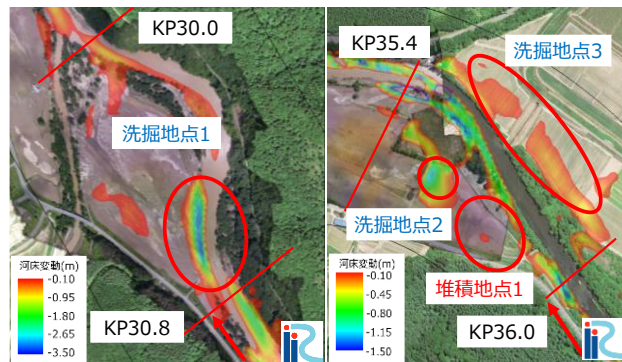 KP30.0
洗掘地点1
河床変動(m)
-0.10
-0.95
-1.80
-2.65
-3.50
KP30.8
iRIC
KP35.4
洗掘地点3
洗掘地点2
堆積地点1
河床変動(m)
-0.10
-0.45
-0.80
-1.15
-1.50
KP36.0
iRIC